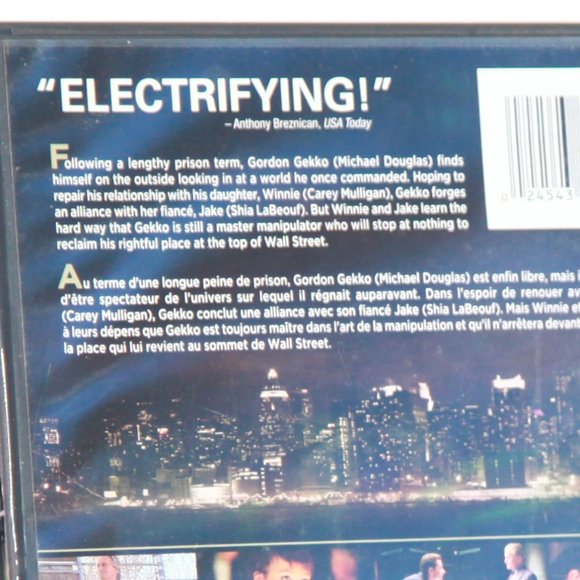 “ELECTRIFYING!”
– Anthony Breznican, USA Today
Following a lengthy prison term, Gordon Gekko (Michael Douglas) finds
himself on the outside looking in at a world he once commanded. Hoping to
repair his relationship with his daughter, Winnie (Carey Mulligan), Gekko forges
an alliance with her fiancé, Jake (Shia LaBeouf). But Winnie and Jake learn the
hard way that Gekko is still a master manipulator who will stop at nothing to
reclaim his rightful place at the top of Wall Street.
Au terme d'une longue peine de prison, Gordon Gekko (Michael Douglas) est enfin libre, mais
d'être spectateur de l'univers sur lequel il régnait auparavant. Dans l'espoir de renouer
(Carey Mulligan), Gekko conclut une alliance avec son fiancé Jake (Shia LaBeouf). Mais Winnie
à leurs dépens que Gekko est toujours maître dans l'art de la manipulation et qu'il n'arrêtera devant
la place qui lui revient au sommet de Wall Street.
0 24543